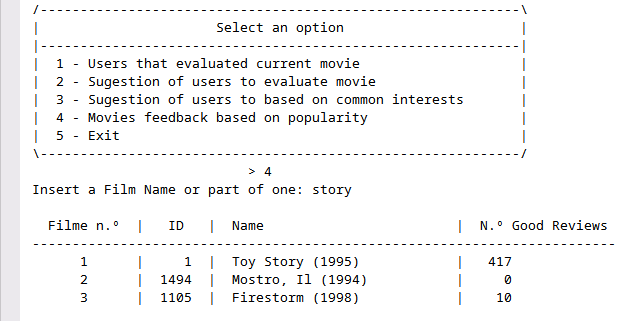 /------------------------------------------------------------\
|                      Select an option                      |
|------------------------------------------------------------|
|  1 - Users that evaluated current movie                    |
|  2 - Sugestion of users to evaluate movie                  |
|  3 - Sugestion of users to based on common interests       |
|  4 - Movies feedback based on popularity                   |
|  5 - Exit                                                  |
\------------------------------------------------------------/
                           > 4
Insert a Film Name or part of one: story

  Filme n.º  |   ID   |  Name                        |  N.º Good Reviews
-------------------------------------------------------------------------
      1      |     1  |  Toy Story (1995)            |   417
      2      |  1494  |  Mostro, Il (1994)           |     0
      3      |  1105  |  Firestorm (1998)            |    10